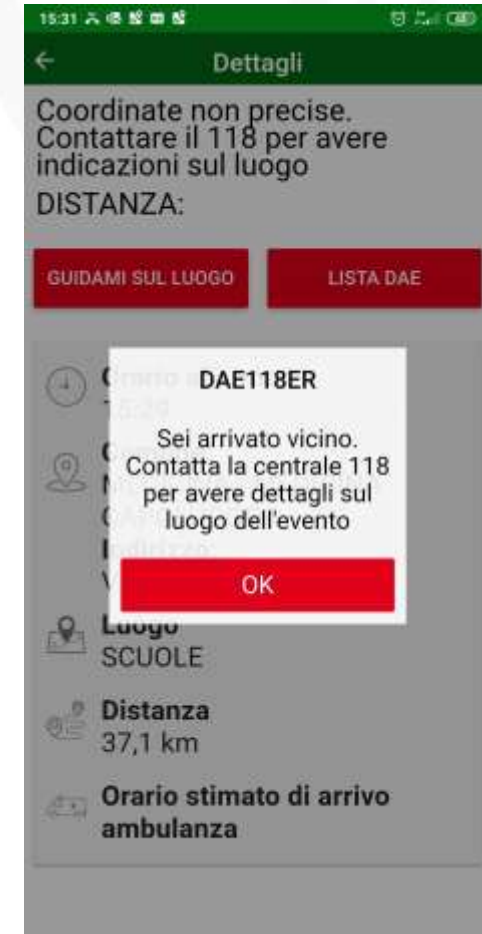 15:31
Dettagli
Coordinate non precise.
Contattare il 118 per avere
indicazioni sul luogo
DISTANZA:
GUIDAMI SUL LUOGO
LISTA DAE
DAE118ER
Sei arrivato vicino.
Contatta la centrale 118
per avere dettagli sul
luogo dell'evento
OK
Luogo
SCUOLE
Distanza
37,1 km
Orario stimato di arrivo
ambulanza